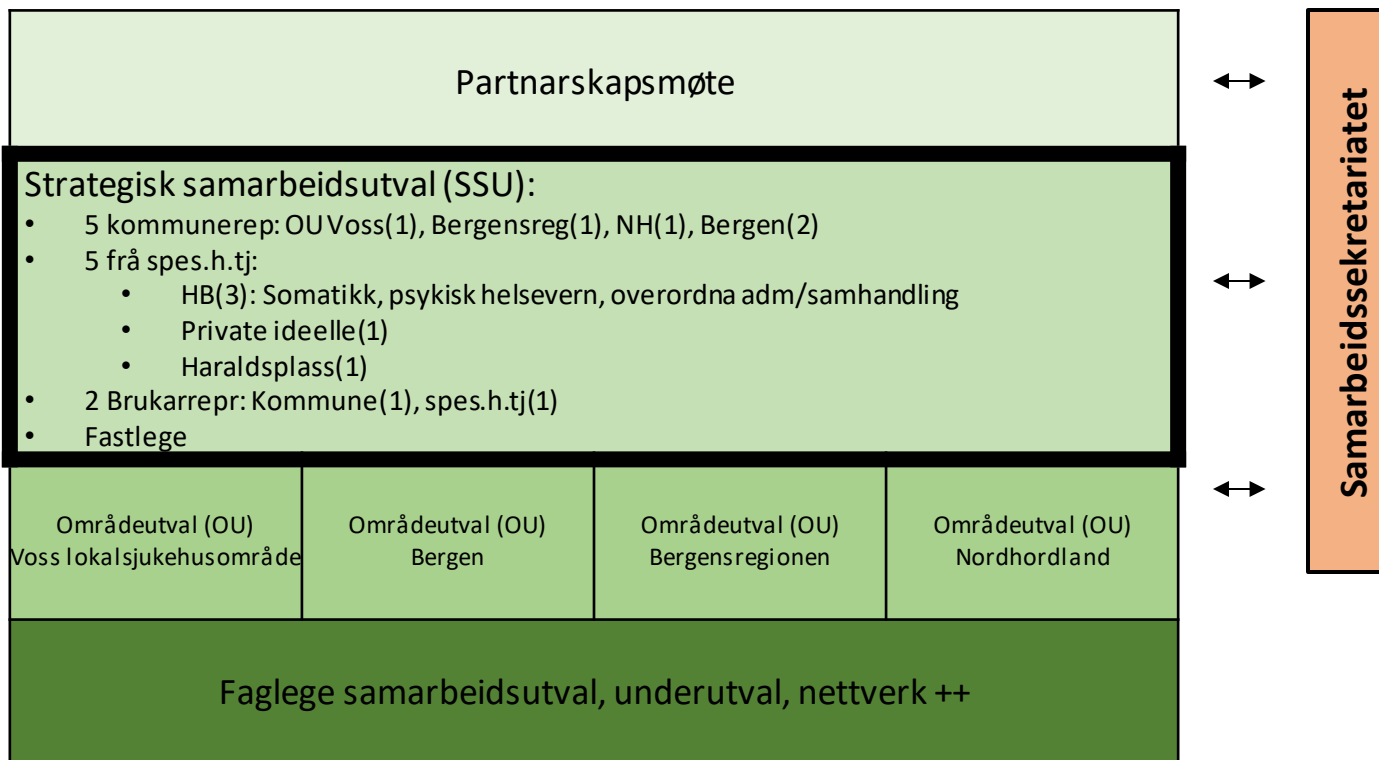 Partnarskapsmøte
Strategisk samarbeidsutval (SSU):
• 5 kommunerep: OU Voss(1), Bergensreg(1), NH(1), Bergen(2)
• 5 frå spes.h.tj:
• HB(3): Somatikk, psykisk helsevern, overordna adm/samhandling
• Private ideelle(1)
• Haraldsplass(1)
• 2 Brukarrepr: Kommune(1), spes.h.tj(1)
• Fastlege
Områdeutval (OU)
Voss lokalsjukehusområde
Områdeutval (OU)
Bergen
Områdeutval (OU)
Bergensregionen
Områdeutval (OU)
Nordhordland
Faglege samarbeidsutval, underutval, nettverk ++
Samarbeidssekretariatet